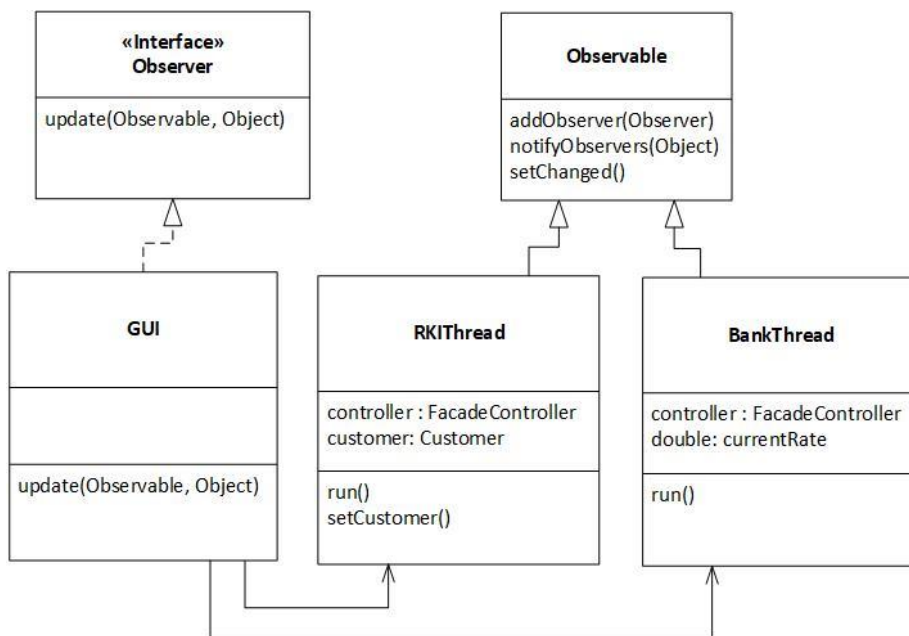 «Interface»
Observer
update(Observable, Object)
Observable
addObserver(Observer)
notifyObservers(Object)
setChanged()
GUI
update(Observable, Object)
RKIThread
controller : FacadeController
customer: Customer
run()
setCustomer()
BankThread
controller : FacadeController
double: currentRate
run()